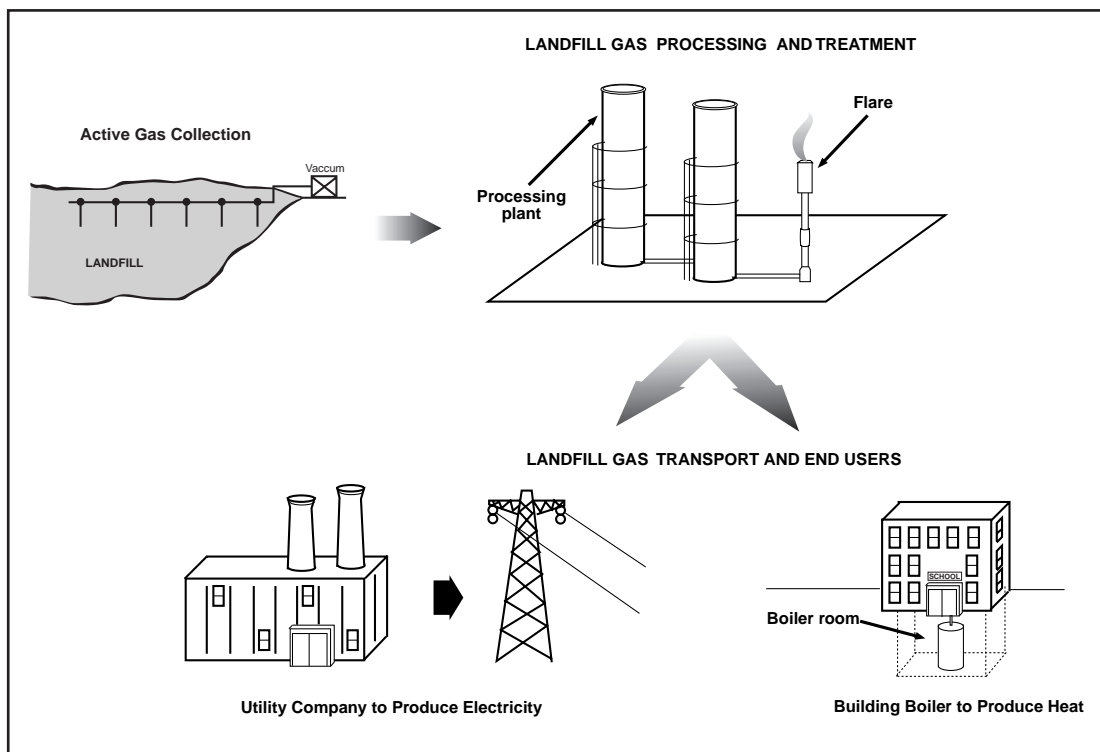 LANDFILL GAS PROCESSING AND TREATMENT
Flare
Active Gas Collection
Vaccum
Processing
plant
LANDFILL
LANDFILL GAS TRANSPORT AND END USERS
SCHOOL
Boiler room
Utility Company to Produce Electricity
Building Boiler to Produce Heat